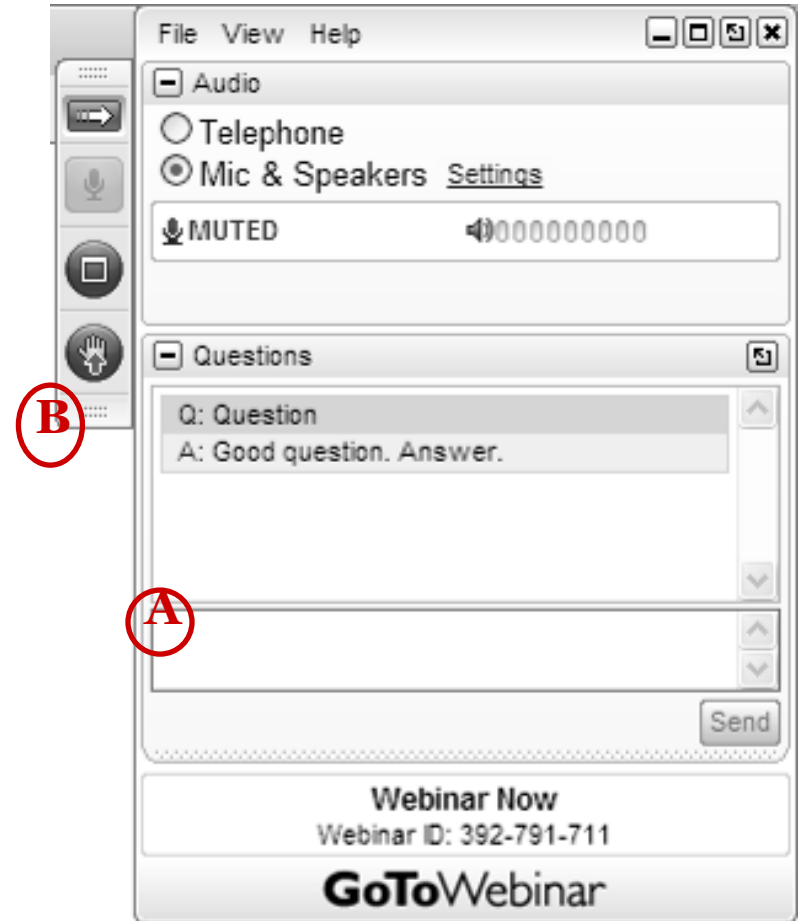 File View Help
Audio
Telephone
Mic & Speakers Settings
MUTED
Questions
B
Q: Question
A: Good question. Answer.
A
Send
Webinar Now
Webinar ID: 392-791-711
GoToWebinar